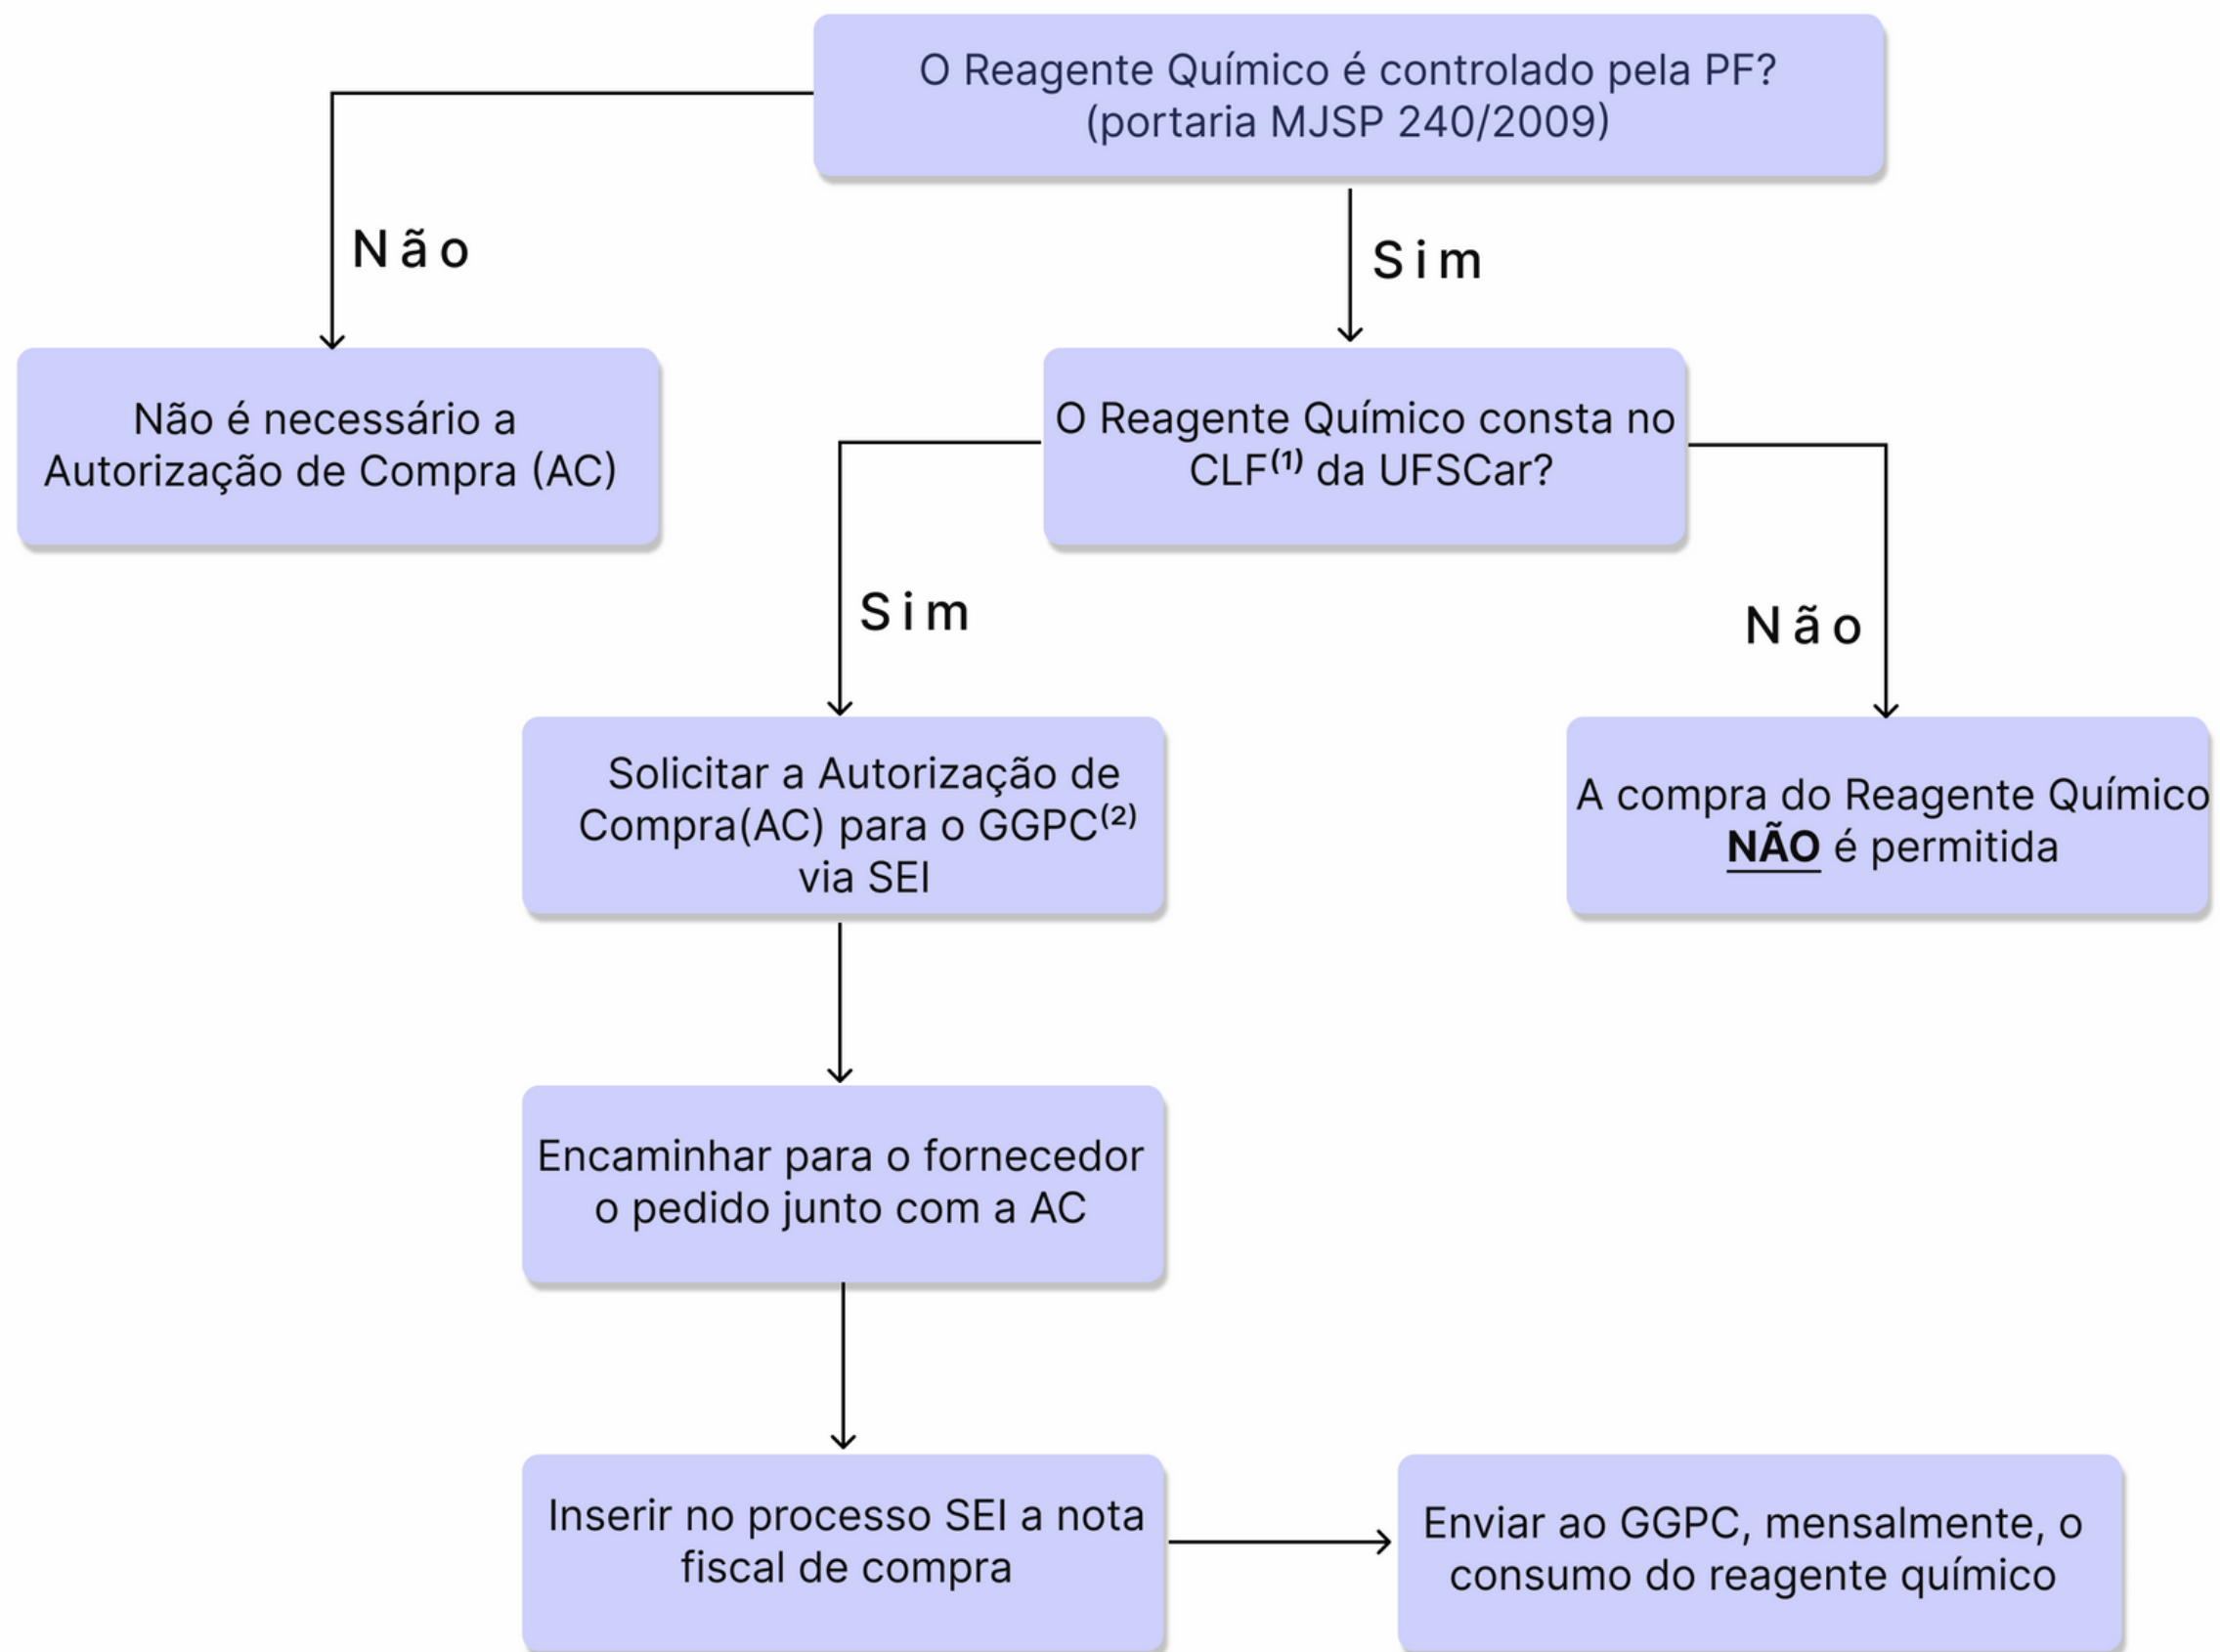 O Reagente Químico é controlado pela PF?
(portaria MJSP 240/2009)
Não
Sim
Não é necessário a
Autorização de Compra (AC)
O Reagente Químico consta no
CLF⁽¹⁾ da UFSCar?
Sim
Não
Solicitar a Autorização de
Compra(AC) para o GGPC⁽²⁾
via SEI
A compra do Reagente Químico
NÃO é permitida
Encaminhar para o fornecedor
o pedido junto com a AC
Inserir no processo SEI a nota
fiscal de compra
Enviar ao GGPC, mensalmente, o
consumo do reagente químico